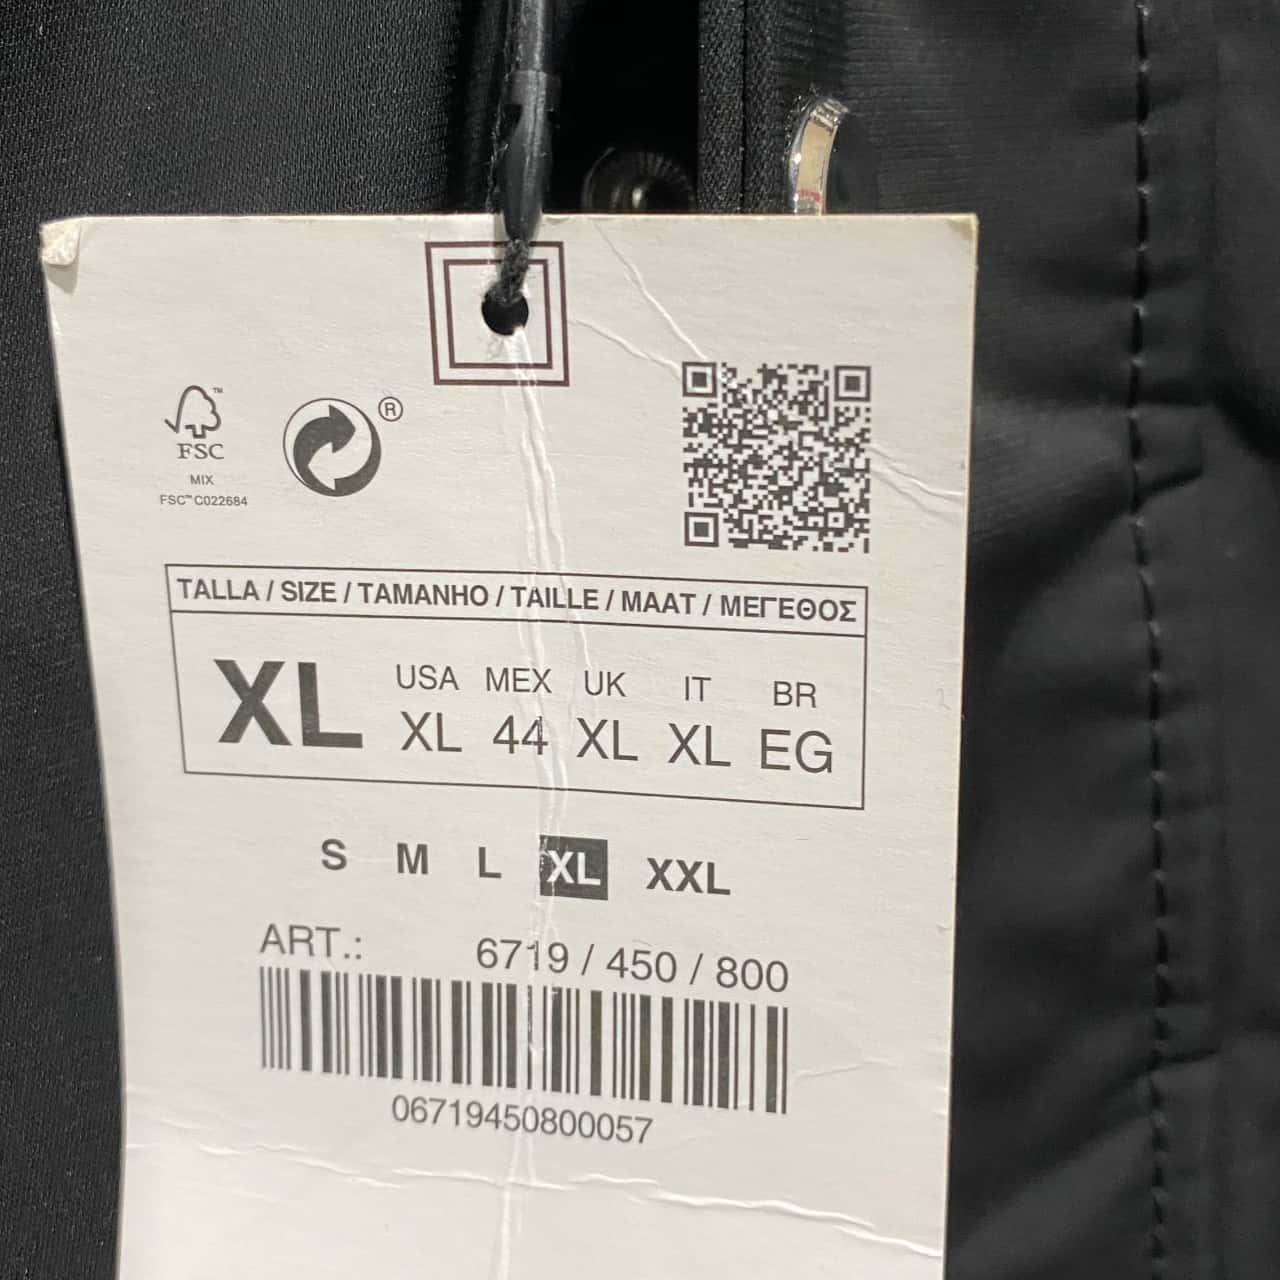 FSC™
MIX
FSC™ C022684
®
TALLA / SIZE / TAMANHO / TAILLE / MAAT / ΜΕΓΕΘΟΣ
XL
USA MEX UK IT BR
XL 44 XL XL EG
S M L XL XXL
ART.: 6719 / 450 / 800
06719450800057